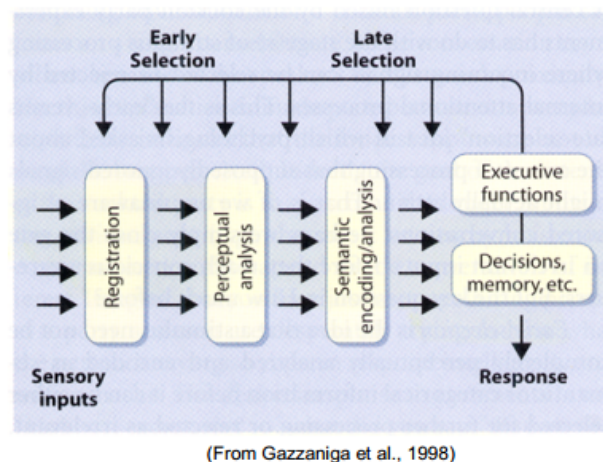 Early
Selection
Late
Selection
Registration
Perceptual
analysis
Semantic
encoding/analysis
Executive
functions
Decisions,
memory, etc.
Sensory
inputs
Response
(From Gazzaniga et al., 1998)